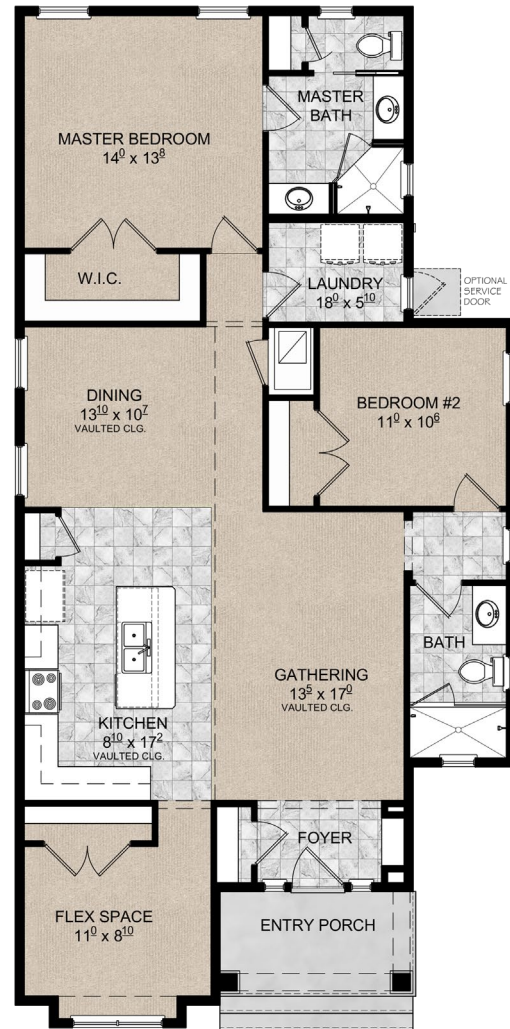 MASTER
BATH
MASTER BEDROOM
14⁰ x 13⁸
W.I.C.
LAUNDRY
18⁰ x 5¹⁰
OPTIONAL
SERVICE
DOOR
DINING
13¹⁰ x 10⁷
VAULTED CLG.
BEDROOM #2
11⁰ x 10⁶
BATH
GATHERING
13⁵ x 17⁰
VAULTED CLG.
KITCHEN
8¹⁰ x 17²
VAULTED CLG.
FOYER
FLEX SPACE
11⁰ x 8¹⁰
ENTRY PORCH